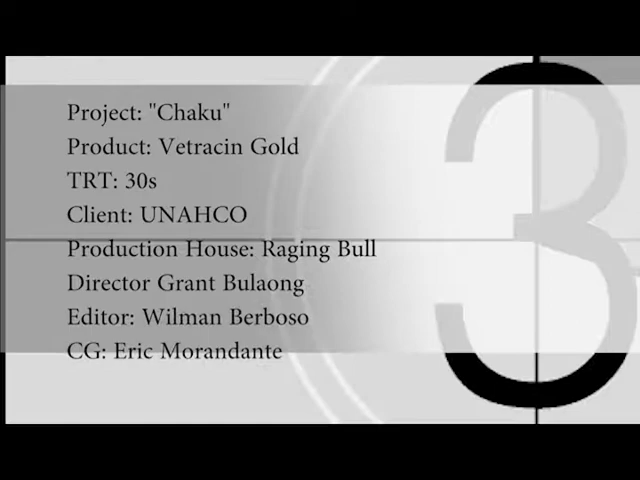 Project: "Chaku"
Product: Vetracin Gold
TRT: 30s
Client: UNAHCO
Production House: Raging Bull
Director Grant Bulaong
Editor: Wilman Berboso
CG: Eric Morandante
3